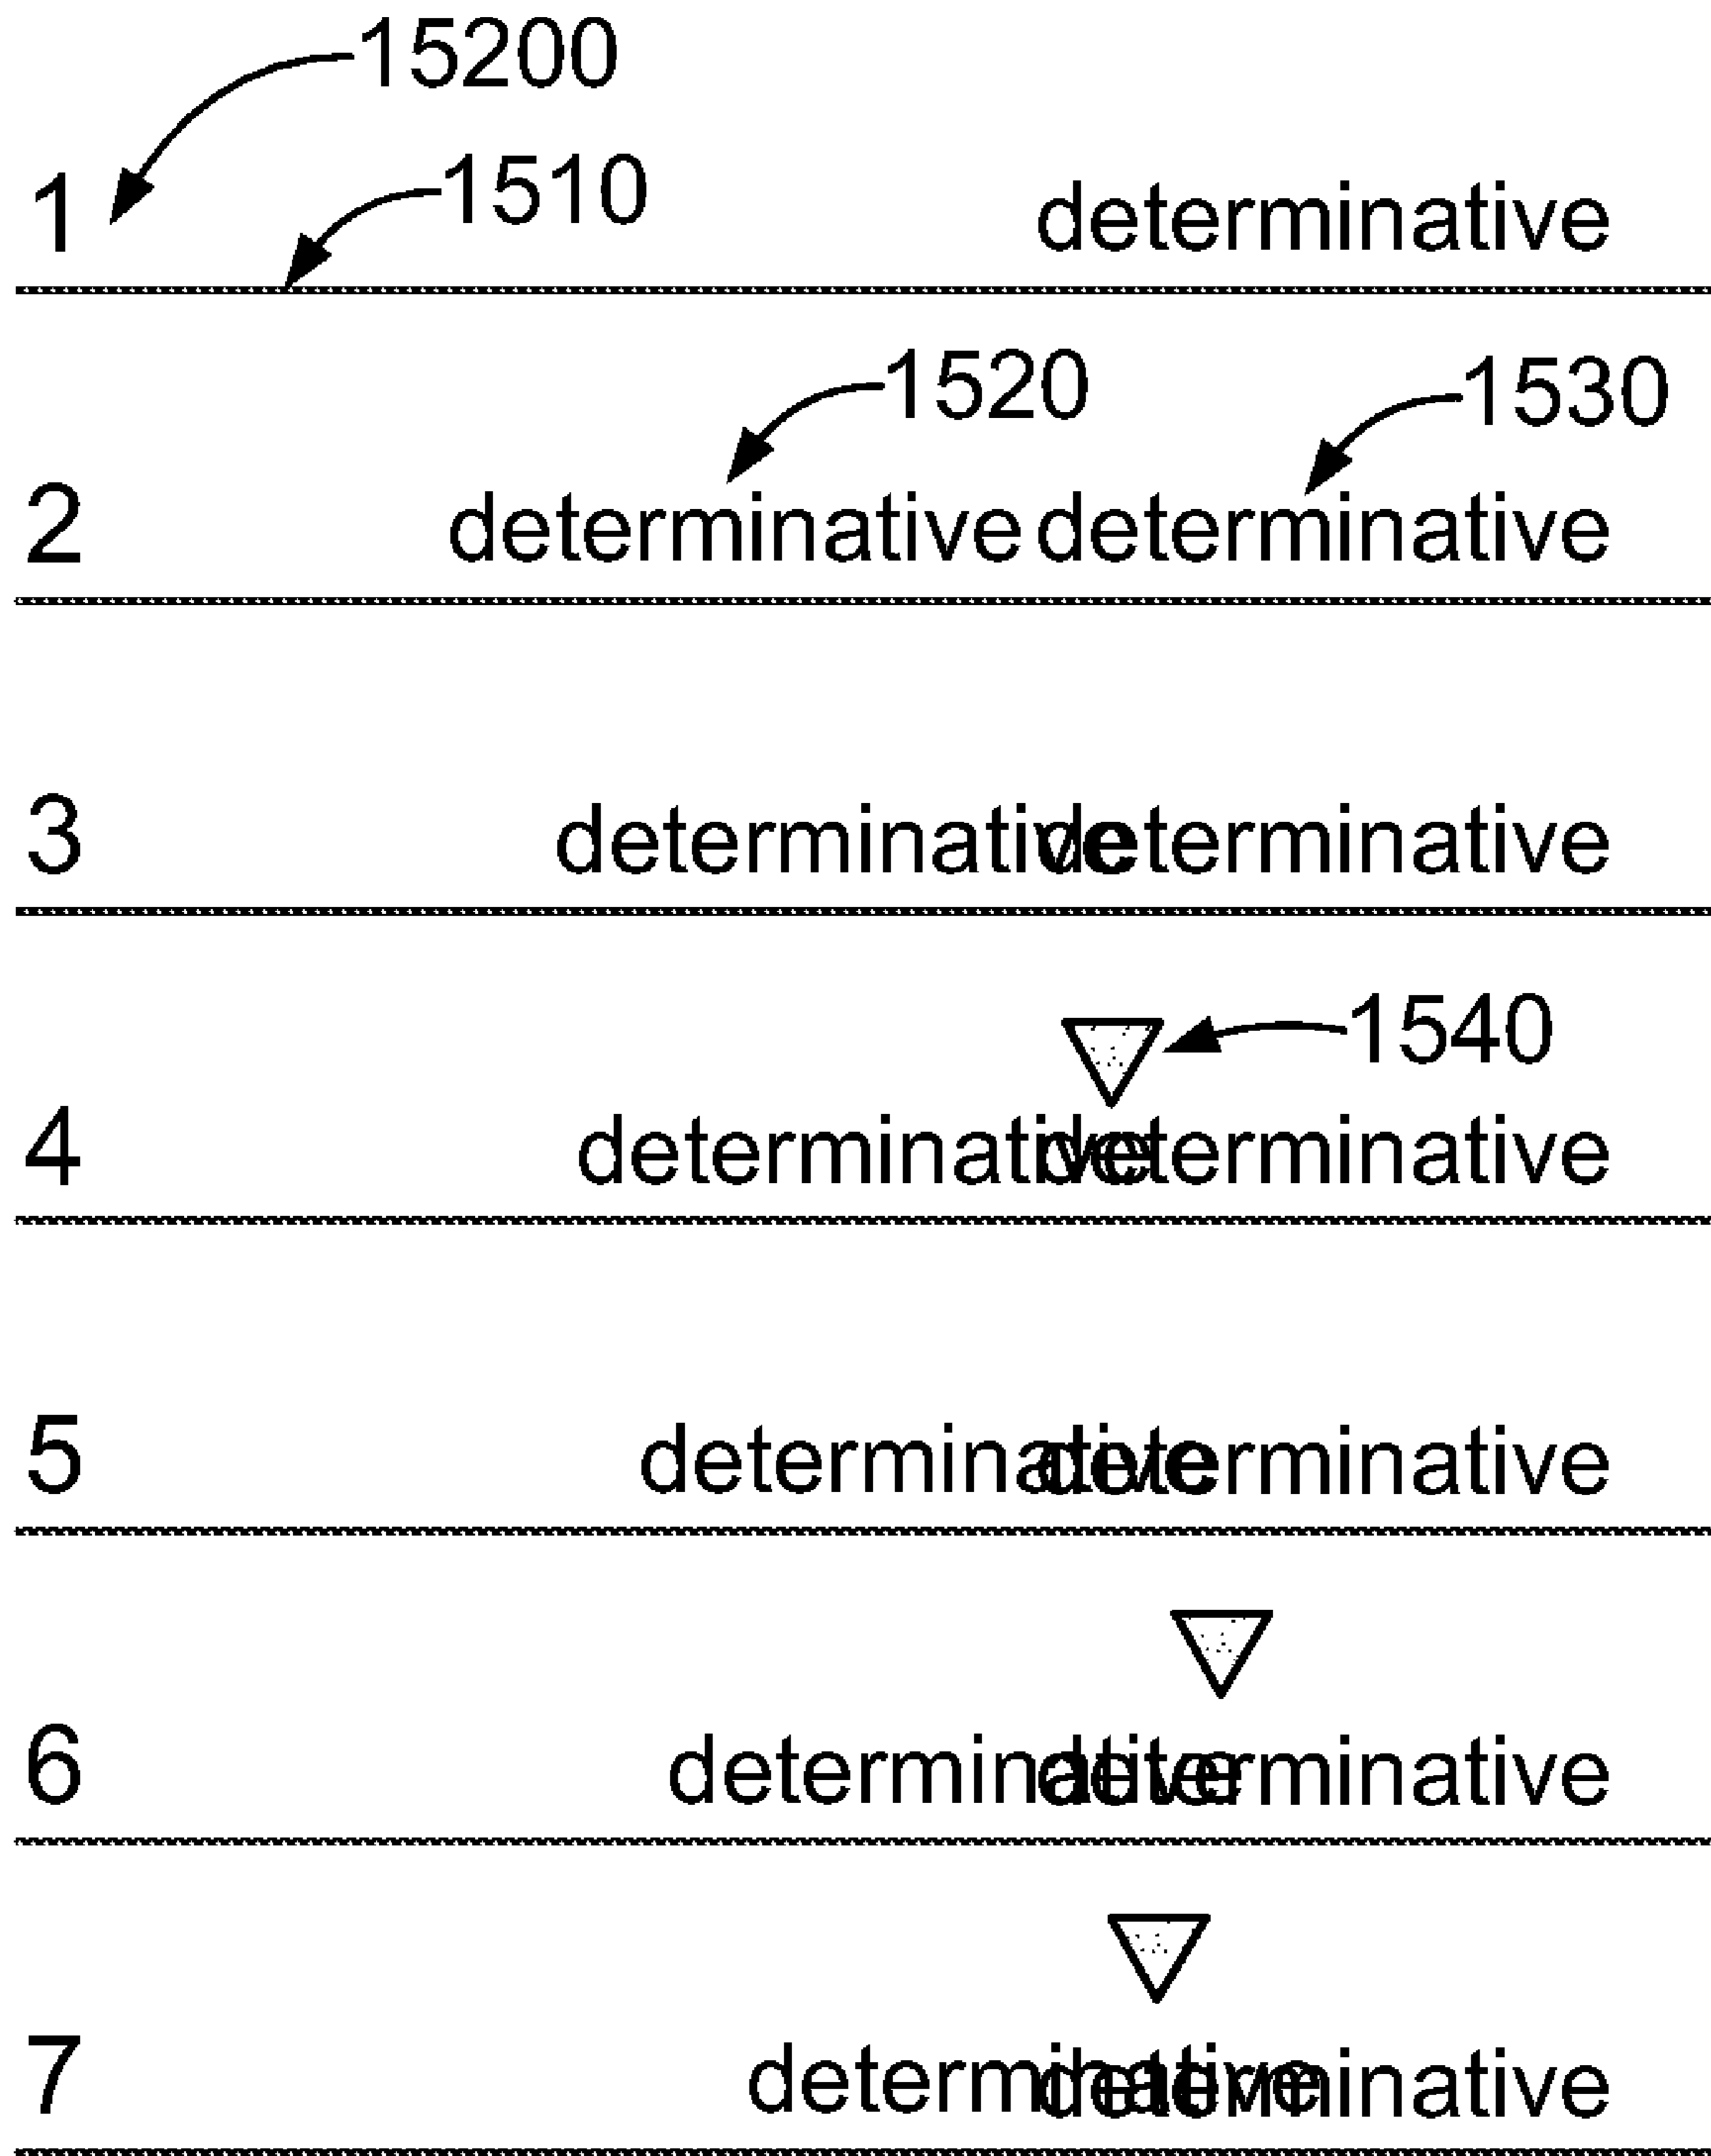 15200
1510
1 determinative
1520 1530
2 determinative determinative
3 determinative determinative
1540
4 determinative determinative
5 determinative determinative
6 determinative determinative
7 determinative determinative